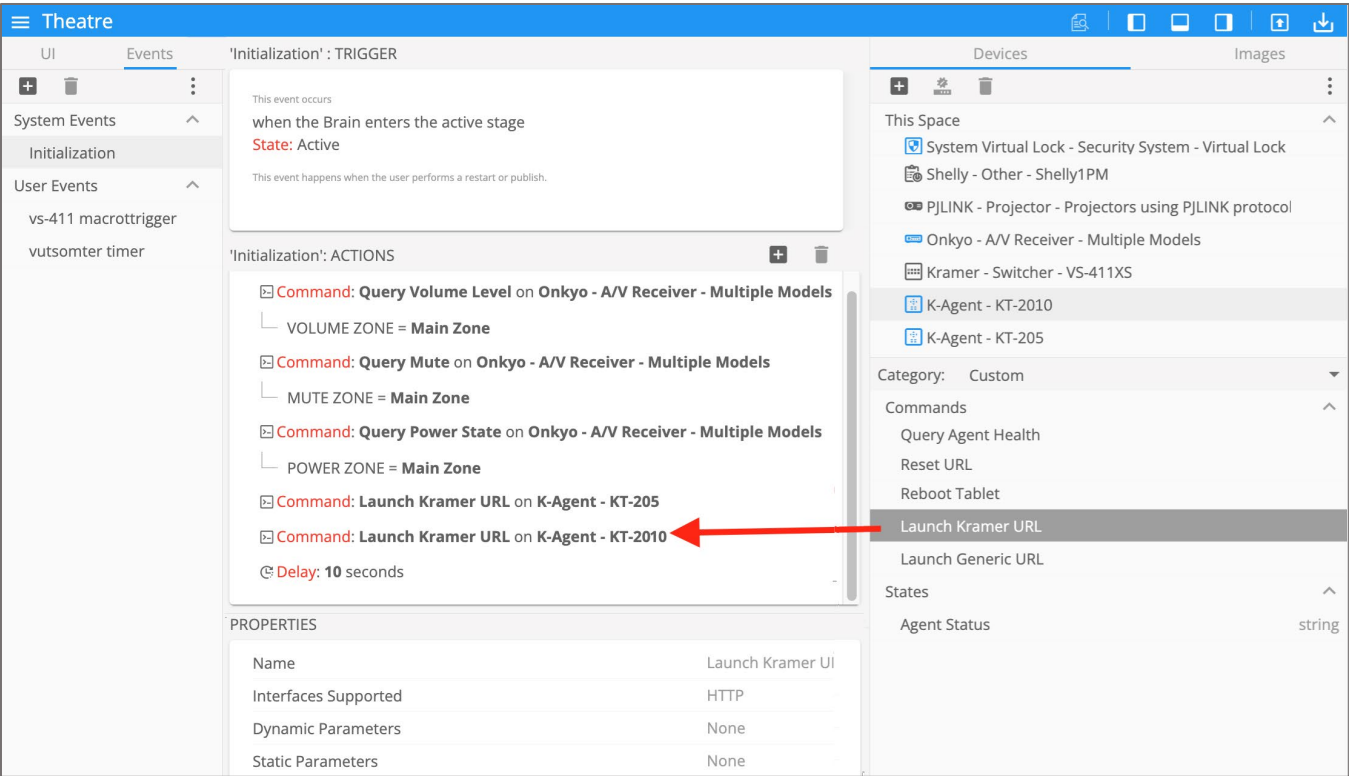 Theatre
UI Events
System Events
Initialization
User Events
vs-411 macrottrigger
vutsomter timer
'Initialization' : TRIGGER
This event occurs
when the Brain enters the active stage
State: Active
This event happens when the user performs a restart or publish.
'Initialization': ACTIONS
Command: Query Volume Level on Onkyo - A/V Receiver - Multiple Models
VOLUME ZONE = Main Zone
Command: Query Mute on Onkyo - A/V Receiver - Multiple Models
MUTE ZONE = Main Zone
Command: Query Power State on Onkyo - A/V Receiver - Multiple Models
POWER ZONE = Main Zone
Command: Launch Kramer URL on K-Agent - KT-205
Command: Launch Kramer URL on K-Agent - KT-2010
Delay: 10 seconds
PROPERTIES
Name Launch Kramer UI
Interfaces Supported HTTP
Dynamic Parameters None
Static Parameters None
Devices Images
This Space
System Virtual Lock - Security System - Virtual Lock
Shelly - Other - Shelly1PM
PJLINK - Projector - Projectors using PJLINK protocol
Onkyo - A/V Receiver - Multiple Models
Kramer - Switcher - VS-411XS
K-Agent - KT-2010
K-Agent - KT-205
Category: Custom
Commands
Query Agent Health
Reset URL
Reboot Tablet
Launch Kramer URL
Launch Generic URL
States
Agent Status string